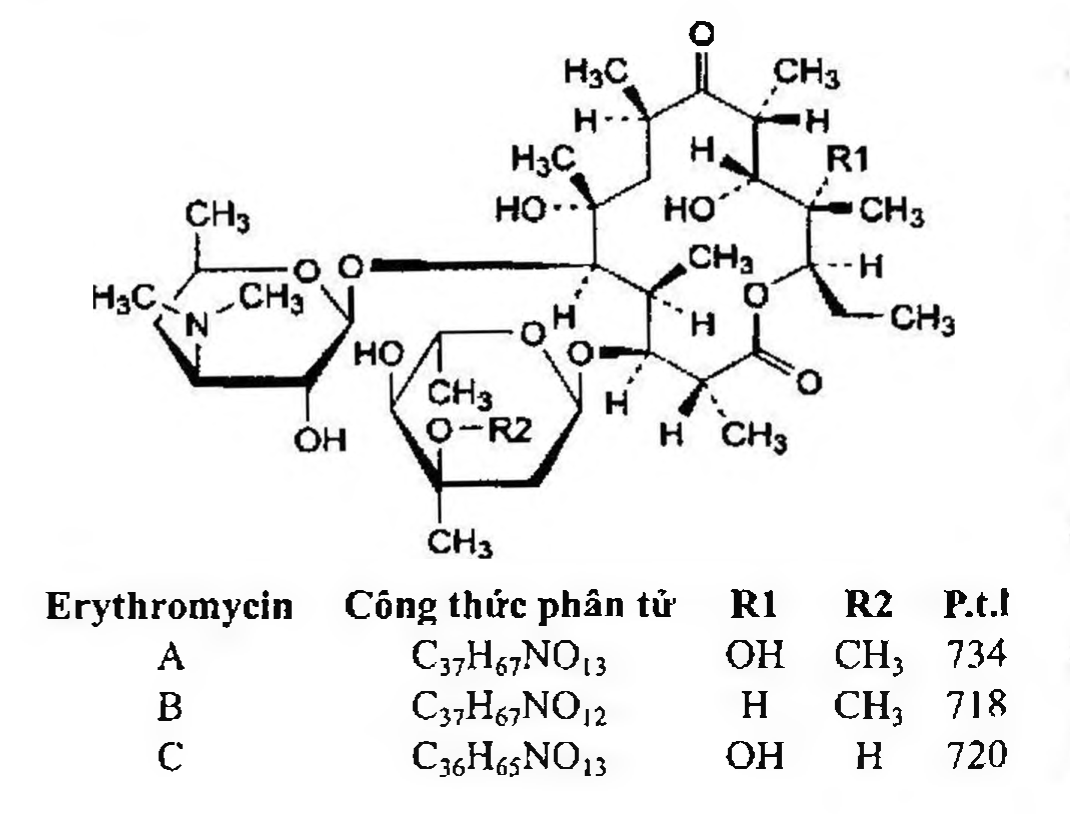 O
H₃C CH₃
H H
H₃C H R1
HO HO CH₃
CH₃
O O CH₃ H
H₃C CH₃ O
N H H CH₃
HO O O
CH₃ H O
O–R2 H CH₃
OH
CH₃
Erythromycin Công thức phân tử R1 R2 P.t.l
A C₃₇H₆₇NO₁₃ OH CH₃ 734
B C₃₇H₆₇NO₁₂ H CH₃ 718
C C₃₆H₆₅NO₁₃ OH H 720